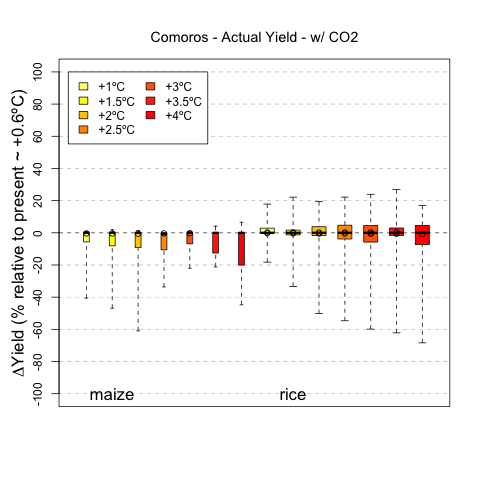 Comoros - Actual Yield - w/ CO2
ΔYield (% relative to present ~ +0.6ºC)
100
80
60
40
20
0
-20
-40
-60
-80
-100
+1ºC
+1.5ºC
+2ºC
+2.5ºC
+3ºC
+3.5ºC
+4ºC
maize
rice